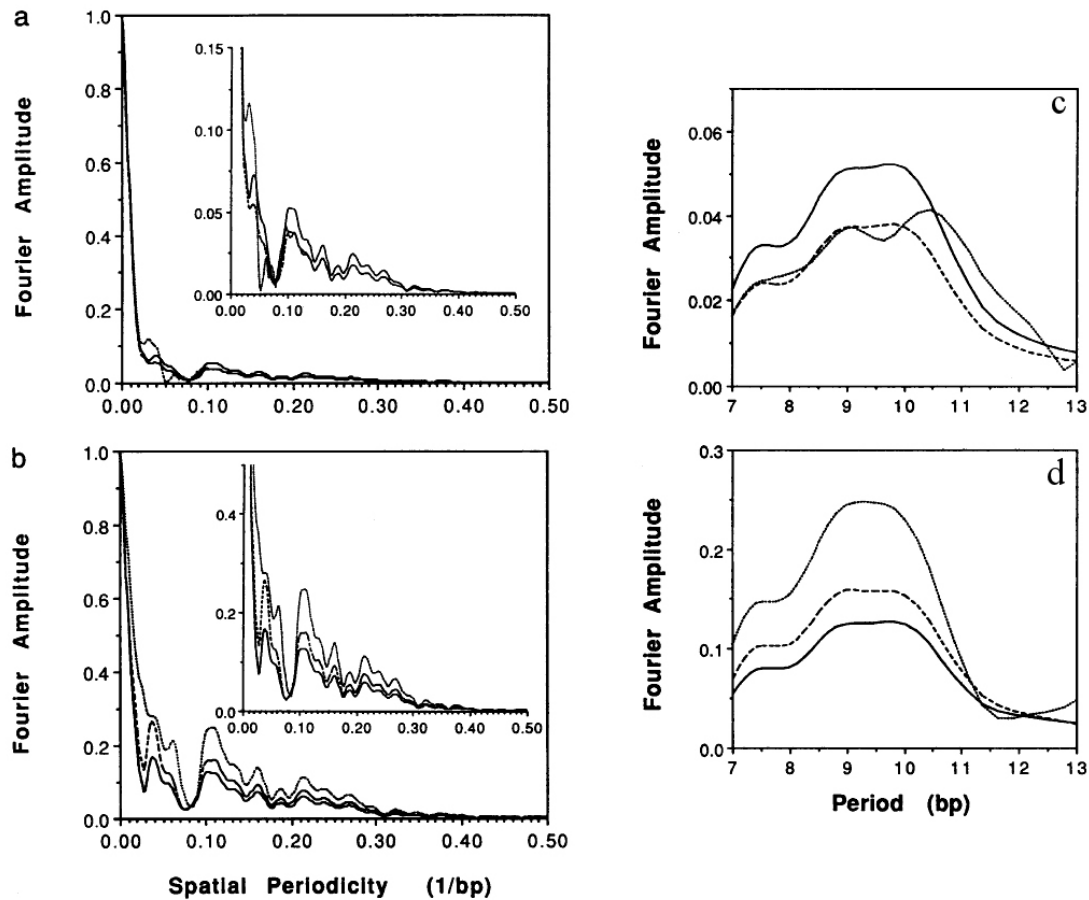 a
Fourier Amplitude
1.0
0.8
0.6
0.4
0.2
0.0
0.00 0.10 0.20 0.30 0.40 0.50
0.15
0.10
0.05
0.00
0.00 0.10 0.20 0.30 0.40 0.50
b
Fourier Amplitude
1.0
0.8
0.6
0.4
0.2
0.0
0.00 0.10 0.20 0.30 0.40 0.50
0.4
0.2
0.0
0.00 0.10 0.20 0.30 0.40 0.50
Spatial Periodicity (1/bp)
c
Fourier Amplitude
0.06
0.04
0.02
0.00
7 8 9 10 11 12 13
d
Fourier Amplitude
0.3
0.2
0.1
0.0
7 8 9 10 11 12 13
Period (bp)